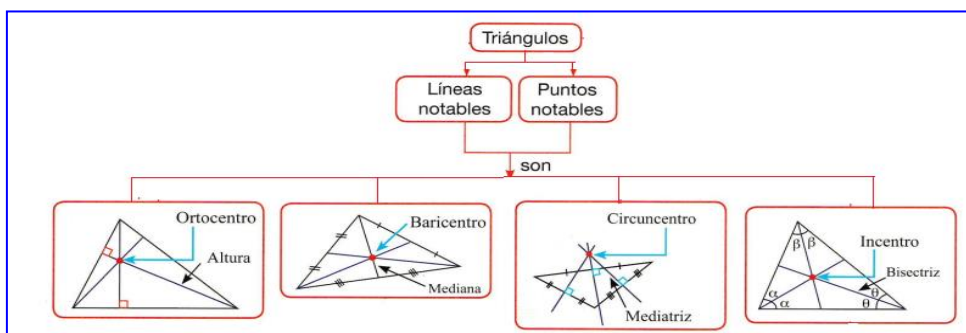 Triángulos
Líneas
notables
Puntos
notables
son
Ortocentro
Altura
Baricentro
Mediana
Circuncentro
Mediatriz
β β
Incentro
Bisectriz
α
α
θ
θ